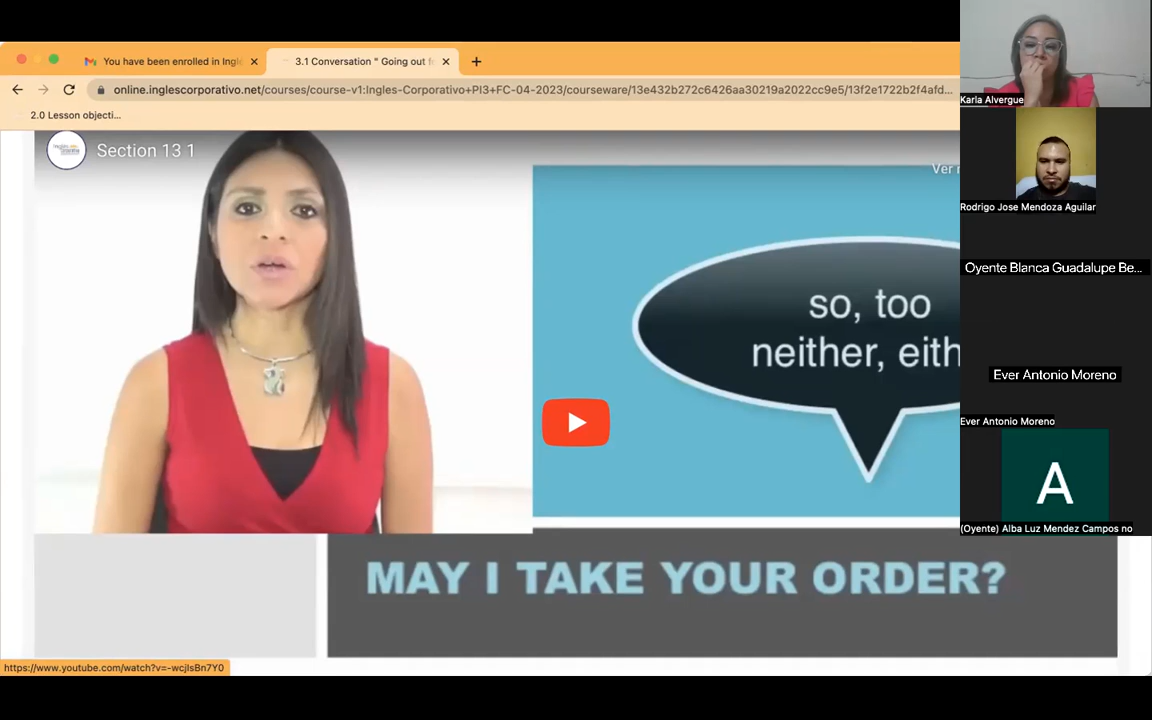 You have been enrolled in Ingl
3.1 Conversation " Going out f
online.inglescorporativo.net/courses/course-v1:Ingles-Corporativo+PI3+FC-04-2023/courseware/13e432b272c6426aa30219a2022cc9e5/13f2e1722b2f4afd...
2.0 Lesson objecti...
Section 13 1
Ver
so, too
neither, eith
MAY I TAKE YOUR ORDER?
https://www.youtube.com/watch?v=-wcjlsBn7Y0
Karla Alvergue
Rodrigo Jose Mendoza Aguilar
Oyente Blanca Guadalupe Be...
Ever Antonio Moreno
Ever Antonio Moreno
A
(Oyente) Alba Luz Mendez Campos no